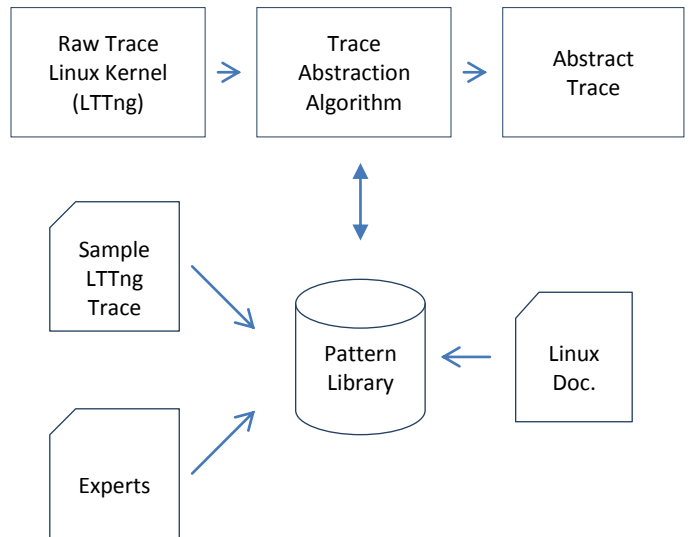 Raw Trace
Linux Kernel
(LTTng)
Trace
Abstraction
Algorithm
Abstract
Trace
Sample
LTTng
Trace
Pattern
Library
Linux
Doc.
Experts